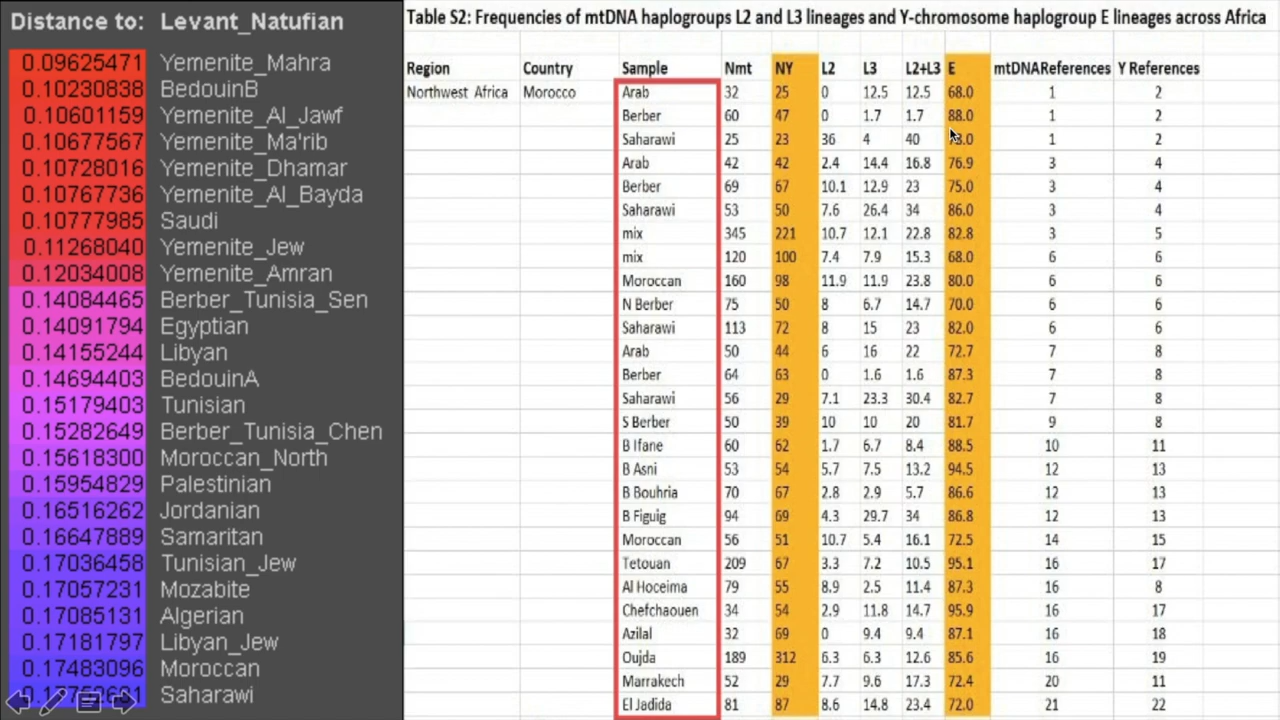 Distance to: Levant_Natufian
0.09625471 Yemenite_Mahra
0.10230838 BedouinB
0.10601159 Yemenite_Al_Jawf
0.10677567 Yemenite_Ma'rib
0.10728016 Yemenite_Dhamar
0.10767736 Yemenite_Al_Bayda
0.10777985 Saudi
0.11268040 Yemenite_Jew
0.12034008 Yemenite_Amran
0.14084465 Berber_Tunisia_Sen
0.14091794 Egyptian
0.14155244 Libyan
0.14694403 BedouinA
0.15179403 Tunisian
0.15282649 Berber_Tunisia_Chen
0.15618300 Moroccan_North
0.15954829 Palestinian
0.16516262 Jordanian
0.16647889 Samaritan
0.17036458 Tunisian_Jew
0.17057231 Mozabite
0.17085131 Algerian
0.17181797 Libyan_Jew
0.17483096 Moroccan
Saharawi
Table S2: Frequencies of mtDNA haplogroups L2 and L3 lineages and Y-chromosome haplogroup E lineages across Africa
Region Country Sample Nmt NY L2 L3 L2+L3 E mtDNAReferences Y References
Northwest Africa Morocco Arab 32 25 0 12.5 12.5 68.0 1 2
Berber 60 47 0 1.7 1.7 88.0 1 2
Saharawi 25 23 36 4 40 1 2
Arab 42 42 2.4 14.4 16.8 76.9 3 4
Berber 69 67 10.1 12.9 23 75.0 3 4
Saharawi 53 50 7.6 26.4 34 86.0 3 4
mix 345 221 10.7 12.1 22.8 82.8 3 5
mix 120 100 7.4 7.9 15.3 68.0 6 6
Moroccan 160 98 11.9 11.9 23.8 80.0 6 6
N Berber 75 50 8 6.7 14.7 70.0 6 6
Saharawi 113 72 8 15 23 82.0 6 6
Arab 50 44 6 16 22 72.7 7 8
Berber 64 63 0 1.6 1.6 87.3 7 8
Saharawi 56 29 7.1 23.3 30.4 82.7 7 8
S Berber 50 39 10 10 20 81.7 9 8
B Ifane 60 62 1.7 6.7 8.4 88.5 10 11
B Asni 53 54 5.7 7.5 13.2 94.5 12 13
B Bouhria 70 67 2.8 2.9 5.7 86.6 12 13
B Figuig 94 69 4.3 29.7 34 86.8 12 13
Moroccan 56 51 10.7 5.4 16.1 72.5 14 15
Tetouan 209 67 3.3 7.2 10.5 95.1 16 17
Al Hoceima 79 55 8.9 2.5 11.4 87.3 16 8
Chefchaouen 34 54 2.9 11.8 14.7 95.9 16 17
Azilal 32 69 0 9.4 9.4 87.1 16 18
Oujda 189 312 6.3 6.3 12.6 85.6 16 19
Marrakech 52 29 7.7 9.6 17.3 72.4 20 11
El Jadida 81 87 8.6 14.8 23.4 72.0 21 22